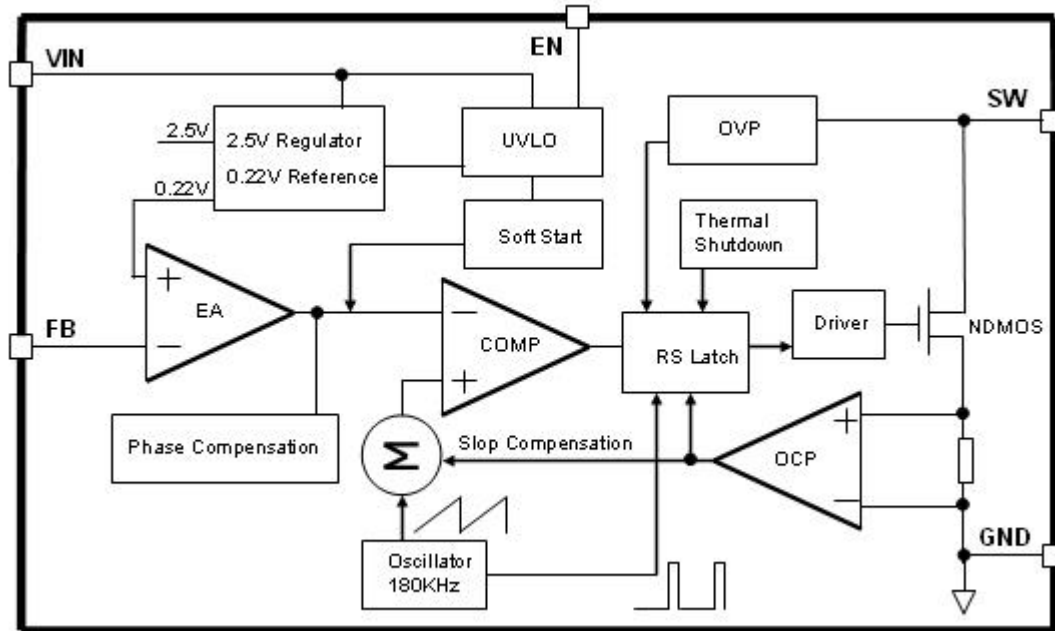 EN
VIN
SW
2.5V
2.5V Regulator
0.22V Reference
0.22V
UVLO
OVP
Soft Start
Thermal
Shutdown
+
EA
−
FB
−
COMP
+
RS Latch
Driver
NDMOS
Phase Compensation
Σ
Slop Compensation
+
OCP
−
GND
Oscillator
180KHz